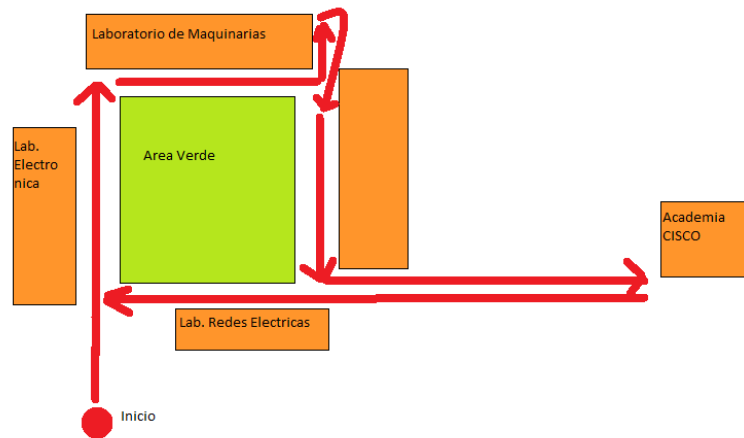 Laboratorio de Maquinarias
Lab.
Electro
nica
Area Verde
Academia
CISCO
Lab. Redes Electricas
Inicio